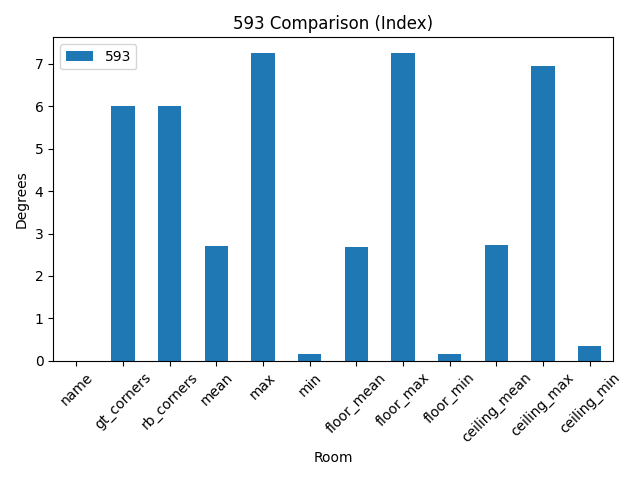 593 Comparison (Index)
593
7
6
5
4
3
2
1
0
Degrees
name
gt_corners
rb_corners
mean
max
min
floor_mean
floor_max
floor_min
ceiling_mean
ceiling_max
ceiling_min
Room